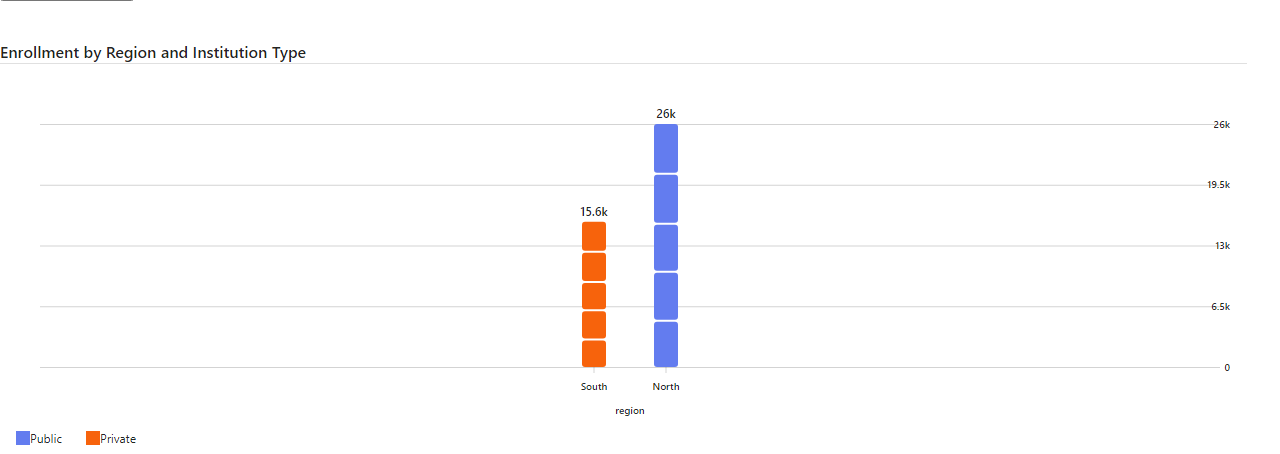 Enrollment by Region and Institution Type
26k
26k
19.5k
15.6k
13k
6.5k
0
South North
region
Public Private